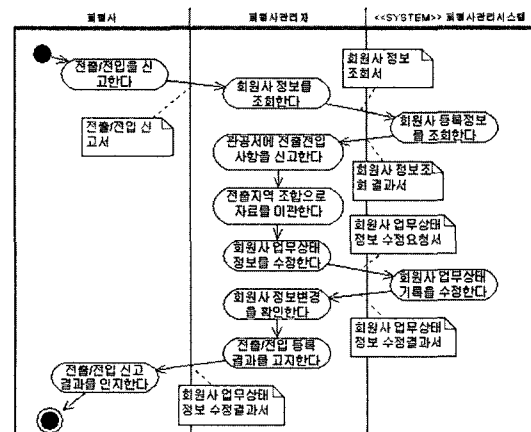 회원사
회원사관리자
<<SYSTEM>> 회원사관리시스템
전출/전입을 신
고한다
회원사 정보
조회서
회원사 정보를
조회한다
전출/전입 신
고서
회원사 등록정보
를 조회한다
관공서에 전출전입
사항을 신고한다
회원사 정보조
회 결과서
전출지역 조합으로
자료를 이관한다
회원사 업무상태
정보 수정요청서
회원사 업무상태
정보를 수정한다
회원사 업무상태
기록을 수정한다
회원사 정보변경
을 확인한다
회원사 업무상태
정보 수정결과서
전출/전입 등록
결과를 고지한다
전출/전입 신고
결과를 인지한다
회원사 업무상태
정보 수정결과서